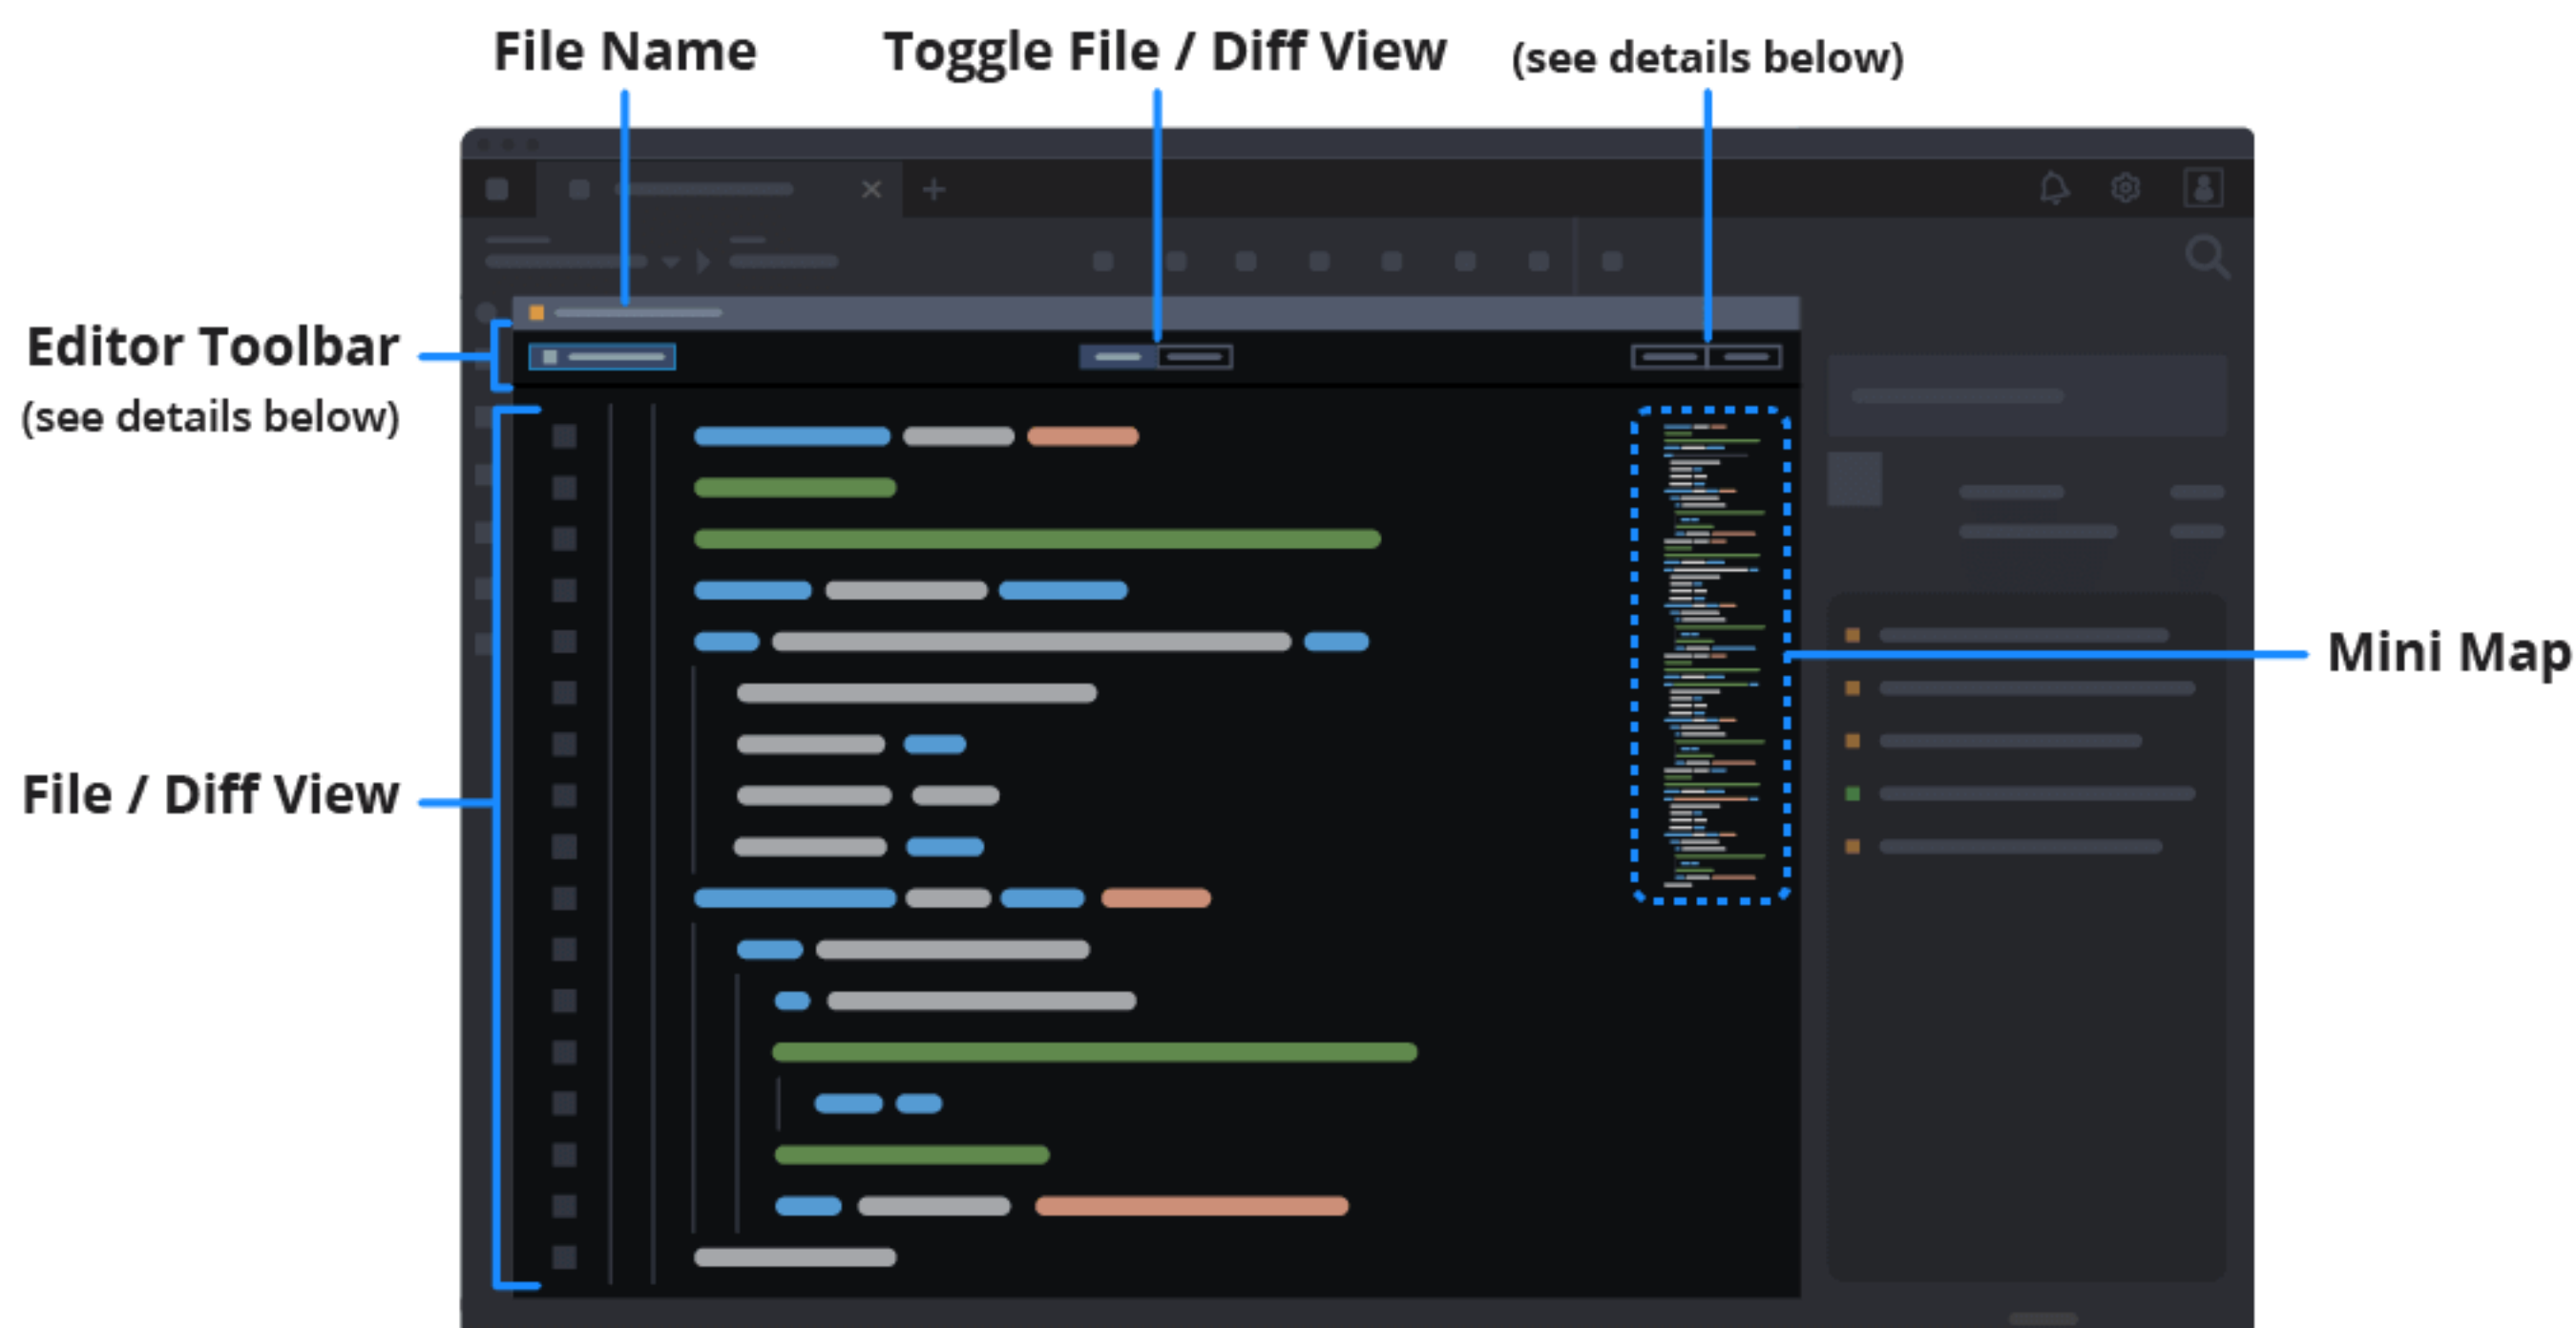 File Name
Toggle File / Diff View
(see details below)
Editor Toolbar
(see details below)
Mini Map
File / Diff View